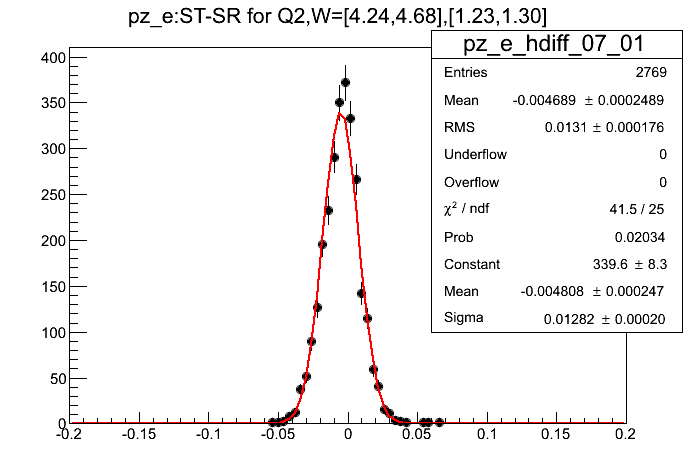 pz_e:ST-SR for Q2,W=[4.24,4.68],[1.23,1.30]
pz_e_hdiff_07_01
Entries 2769
Mean -0.004689 ± 0.0002489
RMS 0.0131 ± 0.000176
Underflow 0
Overflow 0
χ² / ndf 41.5 / 25
Prob 0.02034
Constant 339.6 ± 8.3
Mean -0.004808 ± 0.000247
Sigma 0.01282 ± 0.00020
400
350
300
250
200
150
100
50
0
-0.2 -0.15 -0.1 -0.05 0 0.05 0.1 0.15 0.2